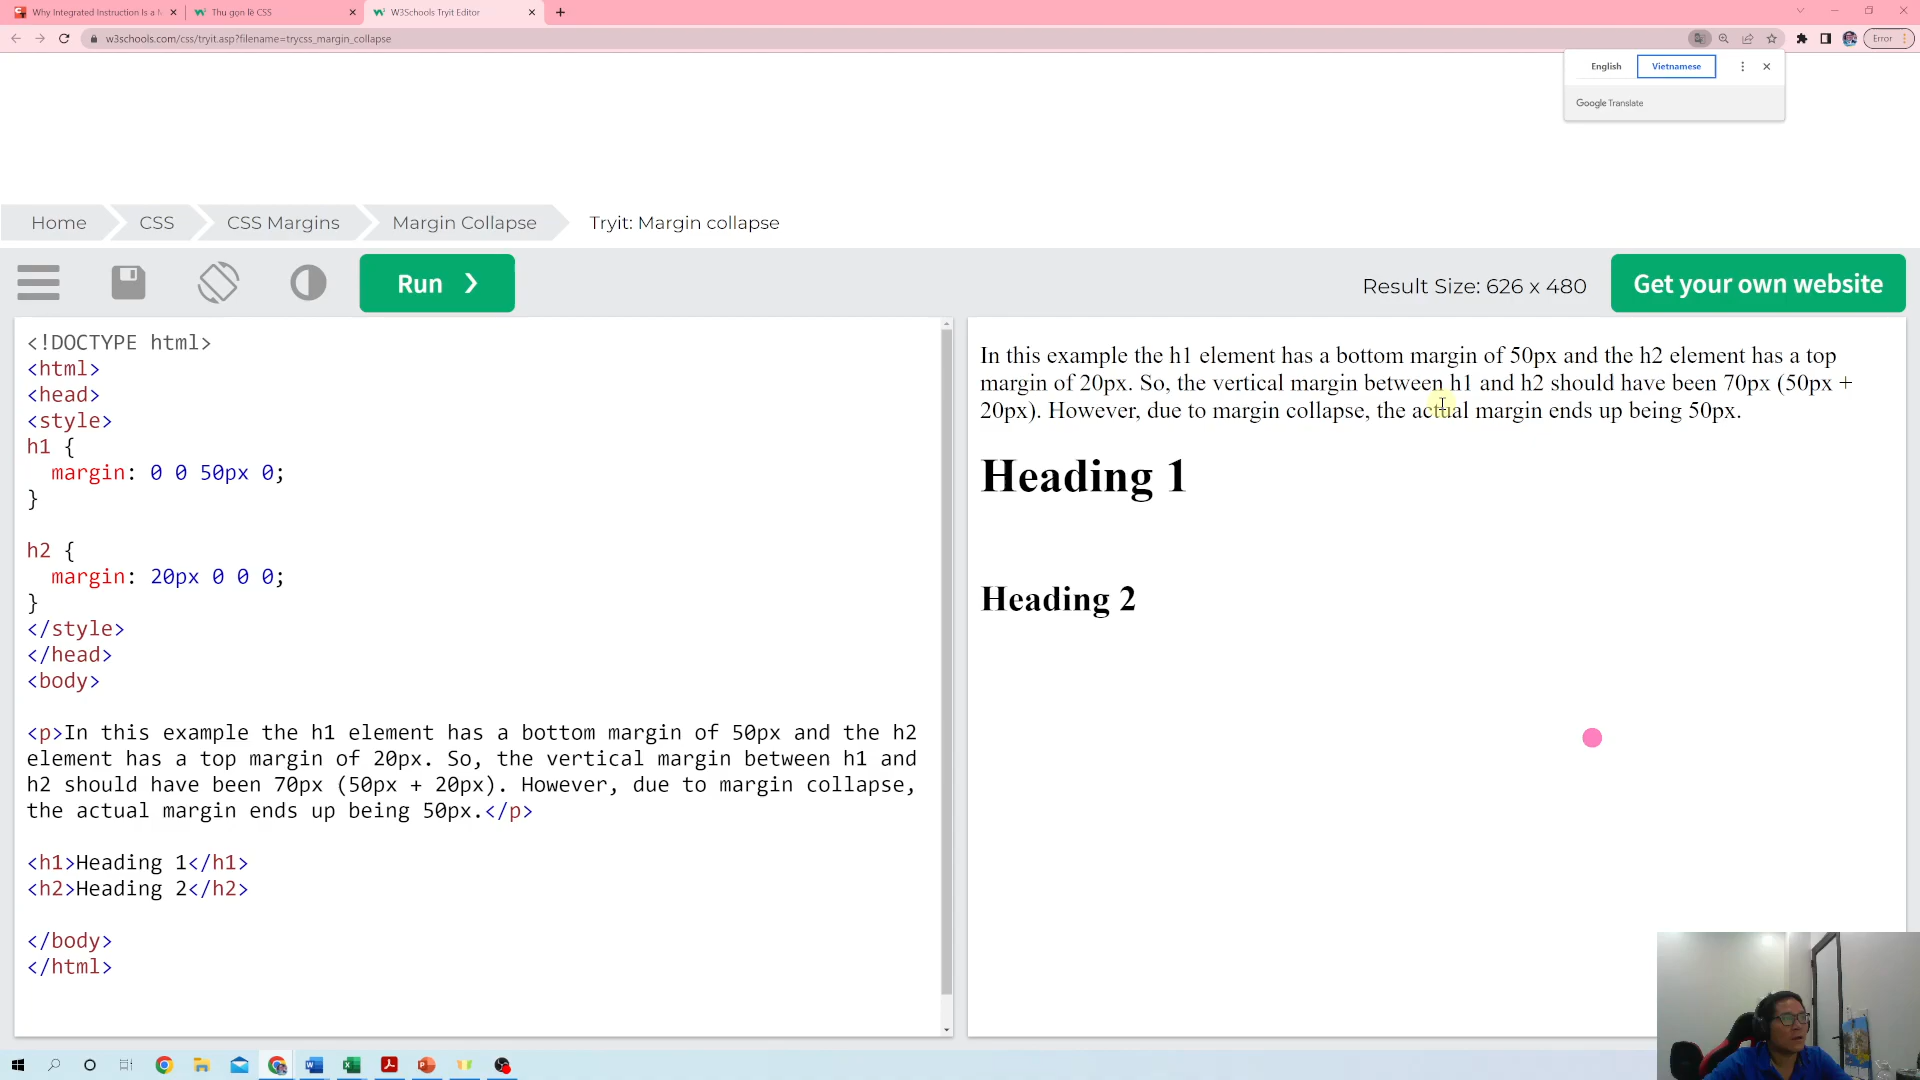 Why Integrated Instruction Is a M
Thu gọn lề CSS
W3Schools Tryit Editor
w3schools.com/css/tryit.asp?filename=trycss_margin_collapse
Error
English
Vietnamese
Google Translate
Home
CSS
CSS Margins
Margin Collapse
Tryit: Margin collapse
Run ❯
Result Size: 626 x 480
Get your own website
<!DOCTYPE html>
<html>
<head>
<style>
h1 {
  margin: 0 0 50px 0;
}
h2 {
  margin: 20px 0 0 0;
}
</style>
</head>
<body>
<p>In this example the h1 element has a bottom margin of 50px and the h2
element has a top margin of 20px. So, the vertical margin between h1 and
h2 should have been 70px (50px + 20px). However, due to margin collapse,
the actual margin ends up being 50px.</p>
<h1>Heading 1</h1>
<h2>Heading 2</h2>
</body>
</html>
In this example the h1 element has a bottom margin of 50px and the h2 element has a top
margin of 20px. So, the vertical margin between h1 and h2 should have been 70px (50px +
20px). However, due to margin collapse, the actual margin ends up being 50px.
Heading 1
Heading 2